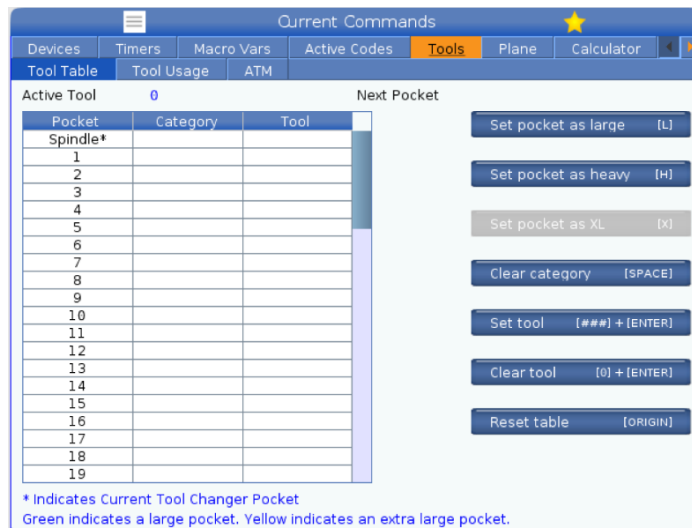 Current Commands
Devices Timers Macro Vars Active Codes Tools Plane Calculator
Tool Table Tool Usage ATM
Active Tool 0 Next Pocket
Pocket Category Tool
Spindle*
1
2
3
4
5
6
7
8
9
10
11
12
13
14
15
16
17
18
19
Set pocket as large [L]
Set pocket as heavy [H]
Set pocket as XL [X]
Clear category [SPACE]
Set tool [###] + [ENTER]
Clear tool [0] + [ENTER]
Reset table [ORIGIN]
* Indicates Current Tool Changer Pocket
Green indicates a large pocket. Yellow indicates an extra large pocket.